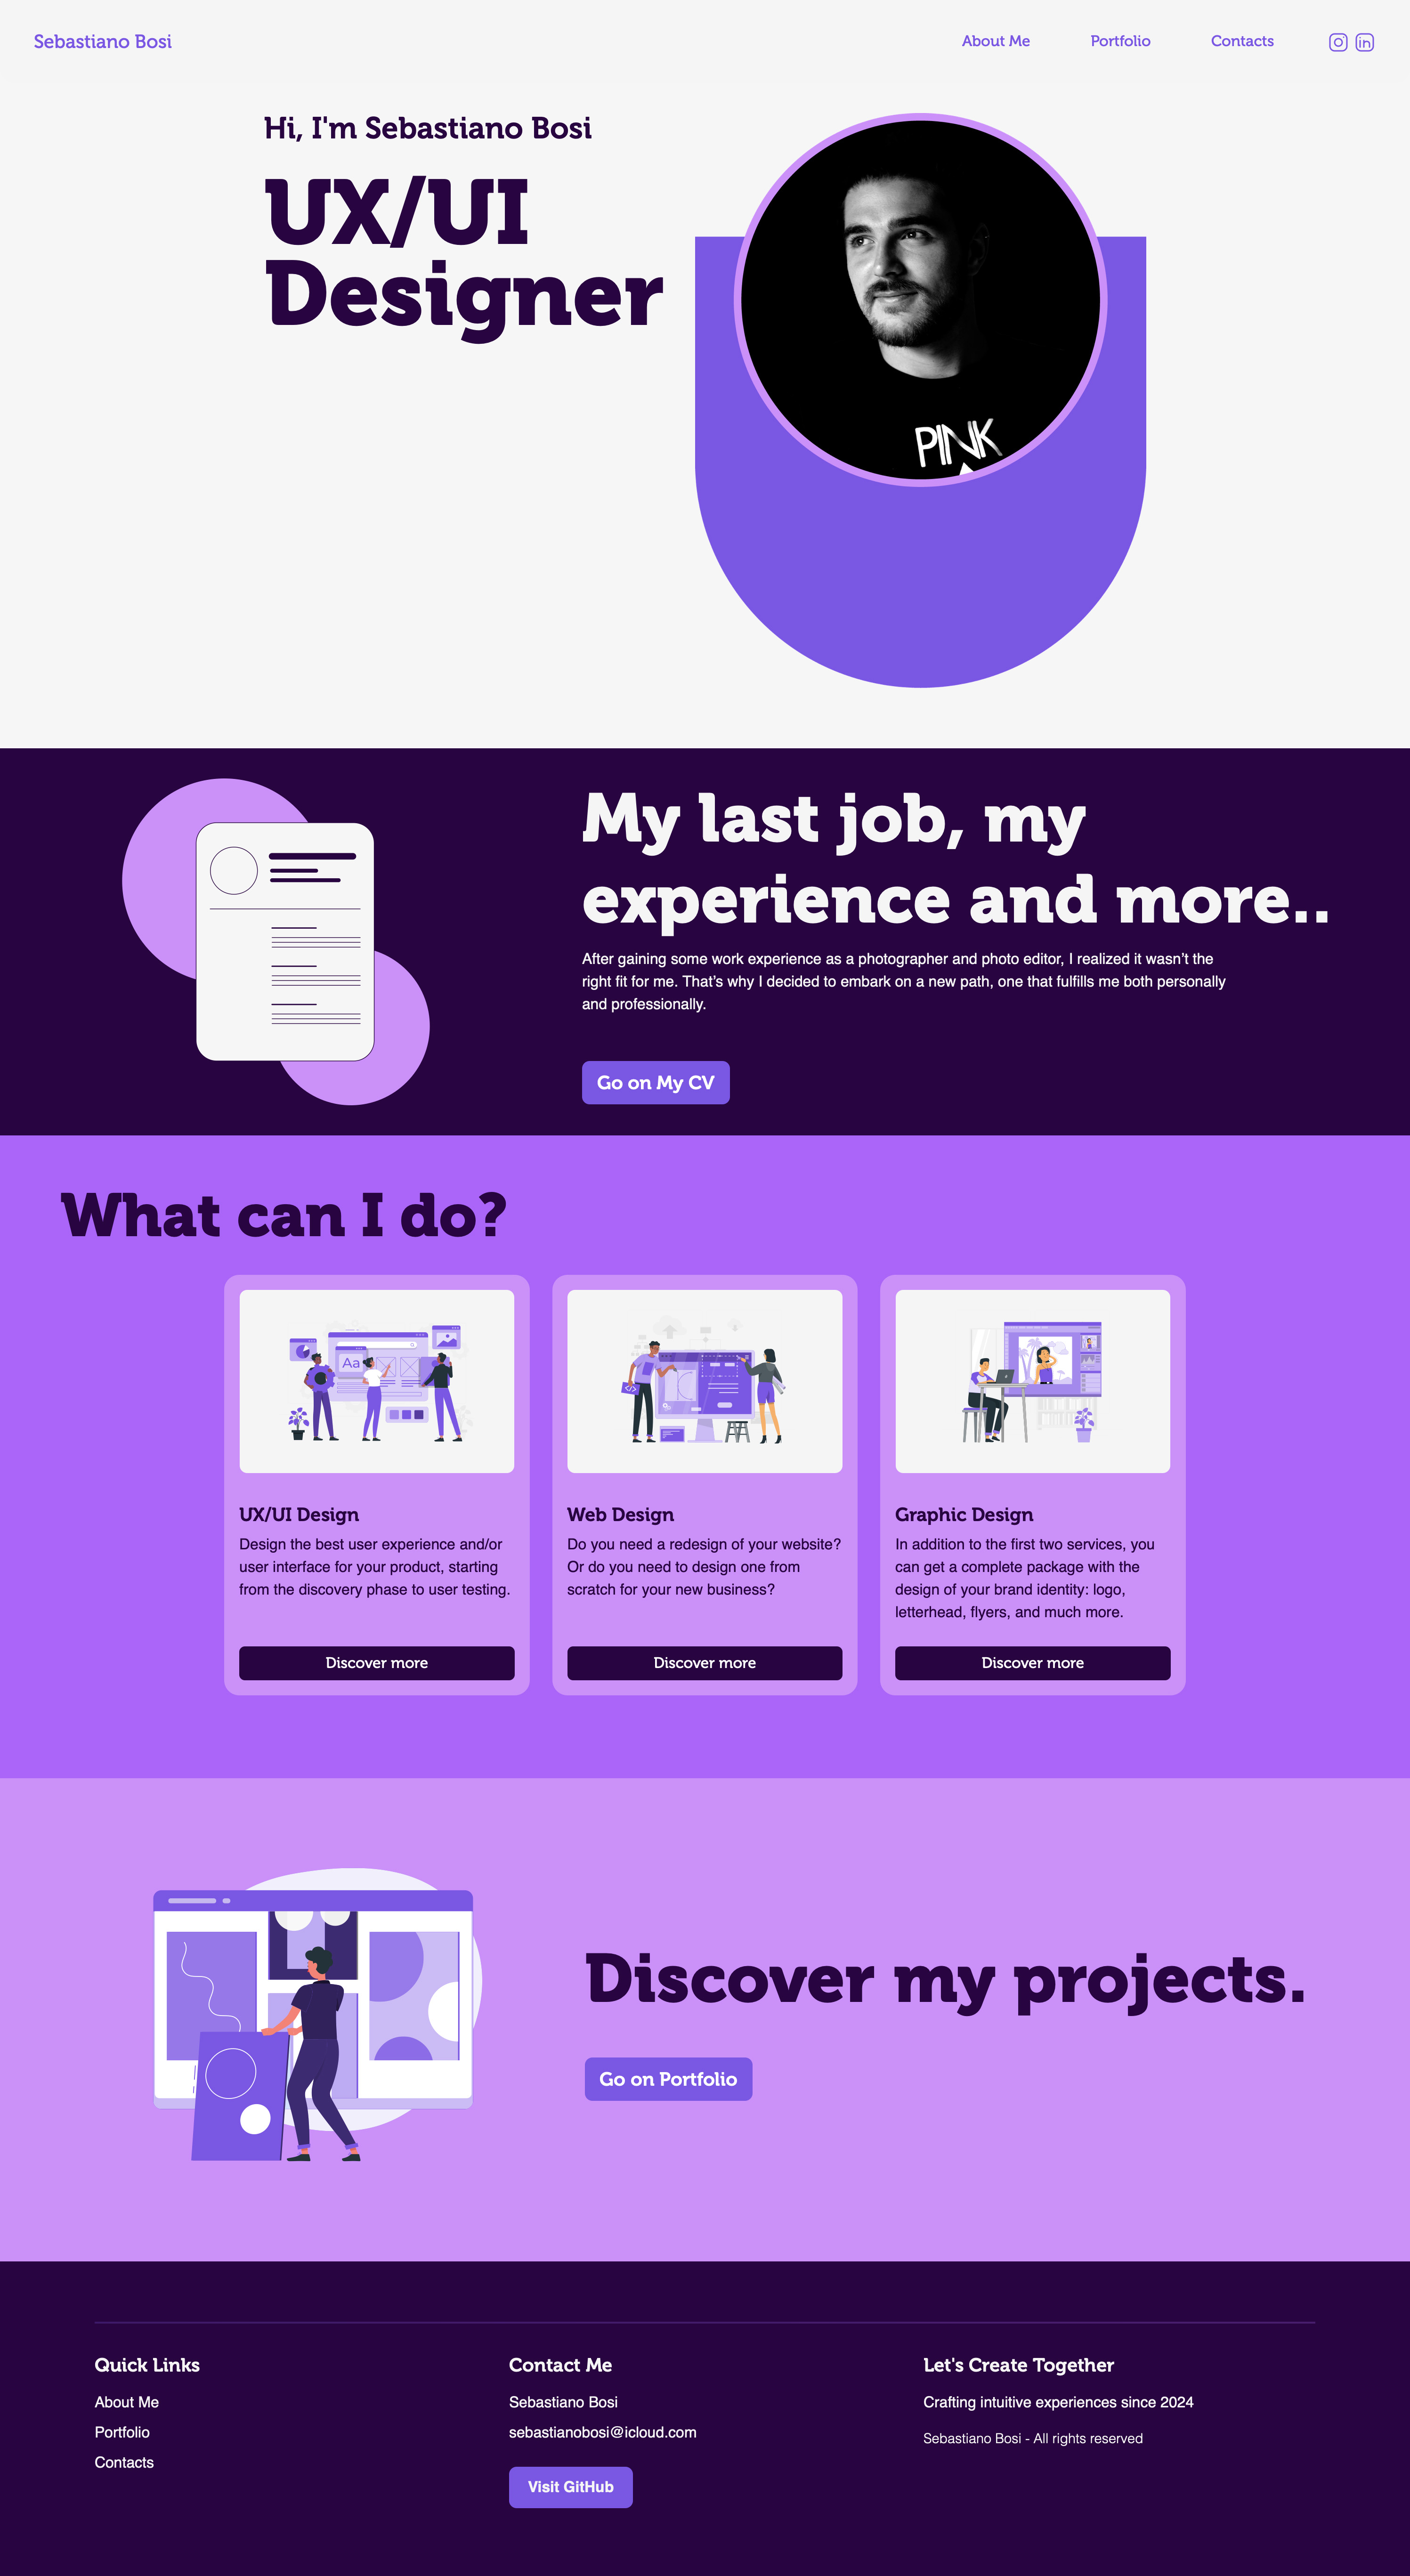 Sebastiano Bosi
About Me
Portfolio
Contacts
Hi, I'm Sebastiano Bosi
UX/UI
Designer
PINK
My last job, my
experience and more..
After gaining some work experience as a photographer and photo editor, I realized it wasn’t the
right fit for me. That’s why I decided to embark on a new path, one that fulfills me both personally
and professionally.
Go on My CV
What can I do?
Aa
</>
UX/UI Design
Design the best user experience and/or
user interface for your product, starting
from the discovery phase to user testing.
Discover more
Web Design
Do you need a redesign of your website?
Or do you need to design one from
scratch for your new business?
Discover more
Graphic Design
In addition to the first two services, you
can get a complete package with the
design of your brand identity: logo,
letterhead, flyers, and much more.
Discover more
Discover my projects.
Go on Portfolio
Quick Links
About Me
Portfolio
Contacts
Contact Me
Sebastiano Bosi
sebastianobosi@icloud.com
Visit GitHub
Let's Create Together
Crafting intuitive experiences since 2024
Sebastiano Bosi - All rights reserved